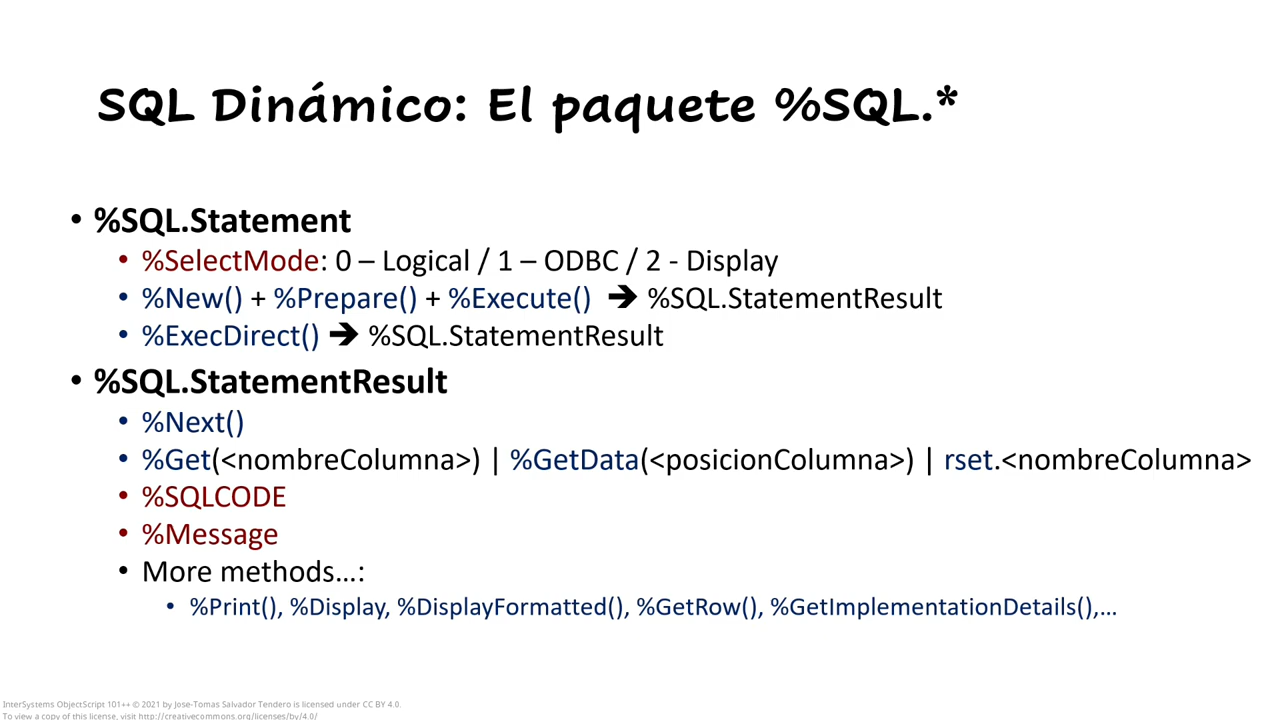 SQL Dinámico: El paquete %SQL.*
• %SQL.Statement
• %SelectMode: 0 – Logical / 1 – ODBC / 2 - Display
• %New() + %Prepare() + %Execute() 🡺 %SQL.StatementResult
• %ExecDirect() 🡺 %SQL.StatementResult
• %SQL.StatementResult
• %Next()
• %Get(<nombreColumna>) | %GetData(<posicionColumna>) | rset.<nombreColumna>
• %SQLCODE
• %Message
• More methods…:
• %Print(), %Display, %DisplayFormatted(), %GetRow(), %GetImplementationDetails(),…
InterSystems ObjectScript 101++ © 2021 by Jose-Tomas Salvador Tendero is licensed under CC BY 4.0.
To view a copy of this license, visit http://creativecommons.org/licenses/by/4.0/